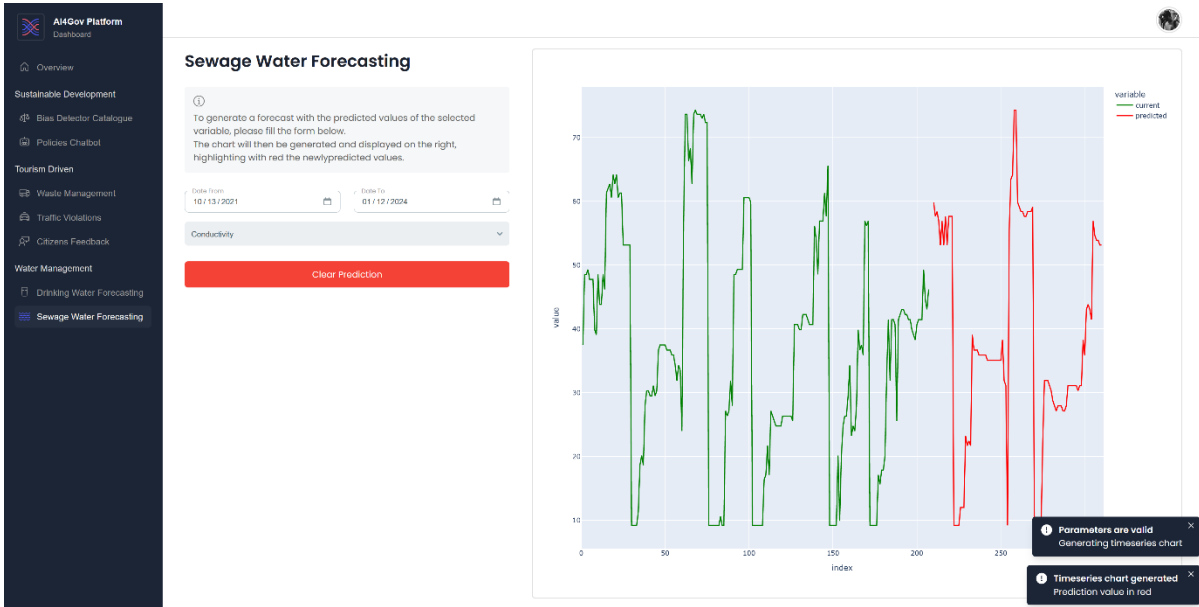 AI4Gov Platform
Dashboard
Overview
Sustainable Development
Bias Detector Catalogue
Policies Chatbot
Tourism Driven
Waste Management
Traffic Violations
Citizens Feedback
Water Management
Drinking Water Forecasting
Sewage Water Forecasting
Sewage Water Forecasting
To generate a forecast with the predicted values of the selected
variable, please fill the form below.
The chart will then be generated and displayed on the right,
highlighting with red the newlypredicted values.
Date From
10 / 13 / 2021
Date To
01 / 12 / 2024
Conductivity
Clear Prediction
variable
current
predicted
value
70
60
50
40
30
20
10
0
50
100
150
200
250
index
Parameters are valid
Generating timeseries chart
Timeseries chart generated
Prediction value in red